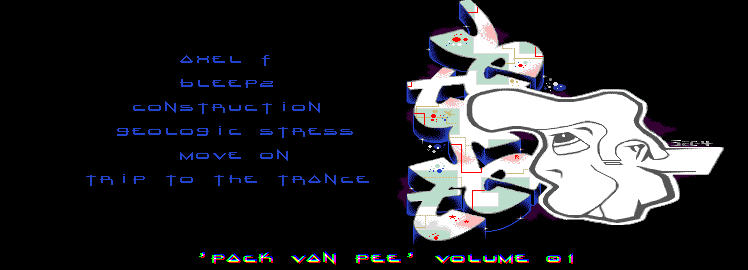 AXEL F
BLEEPZ
CONSTRUCTION
GEOLOGIC STRESS
MOVE ON
TRIP TO THE TRANCE
'PACK VAN PEE' VOLUME 01